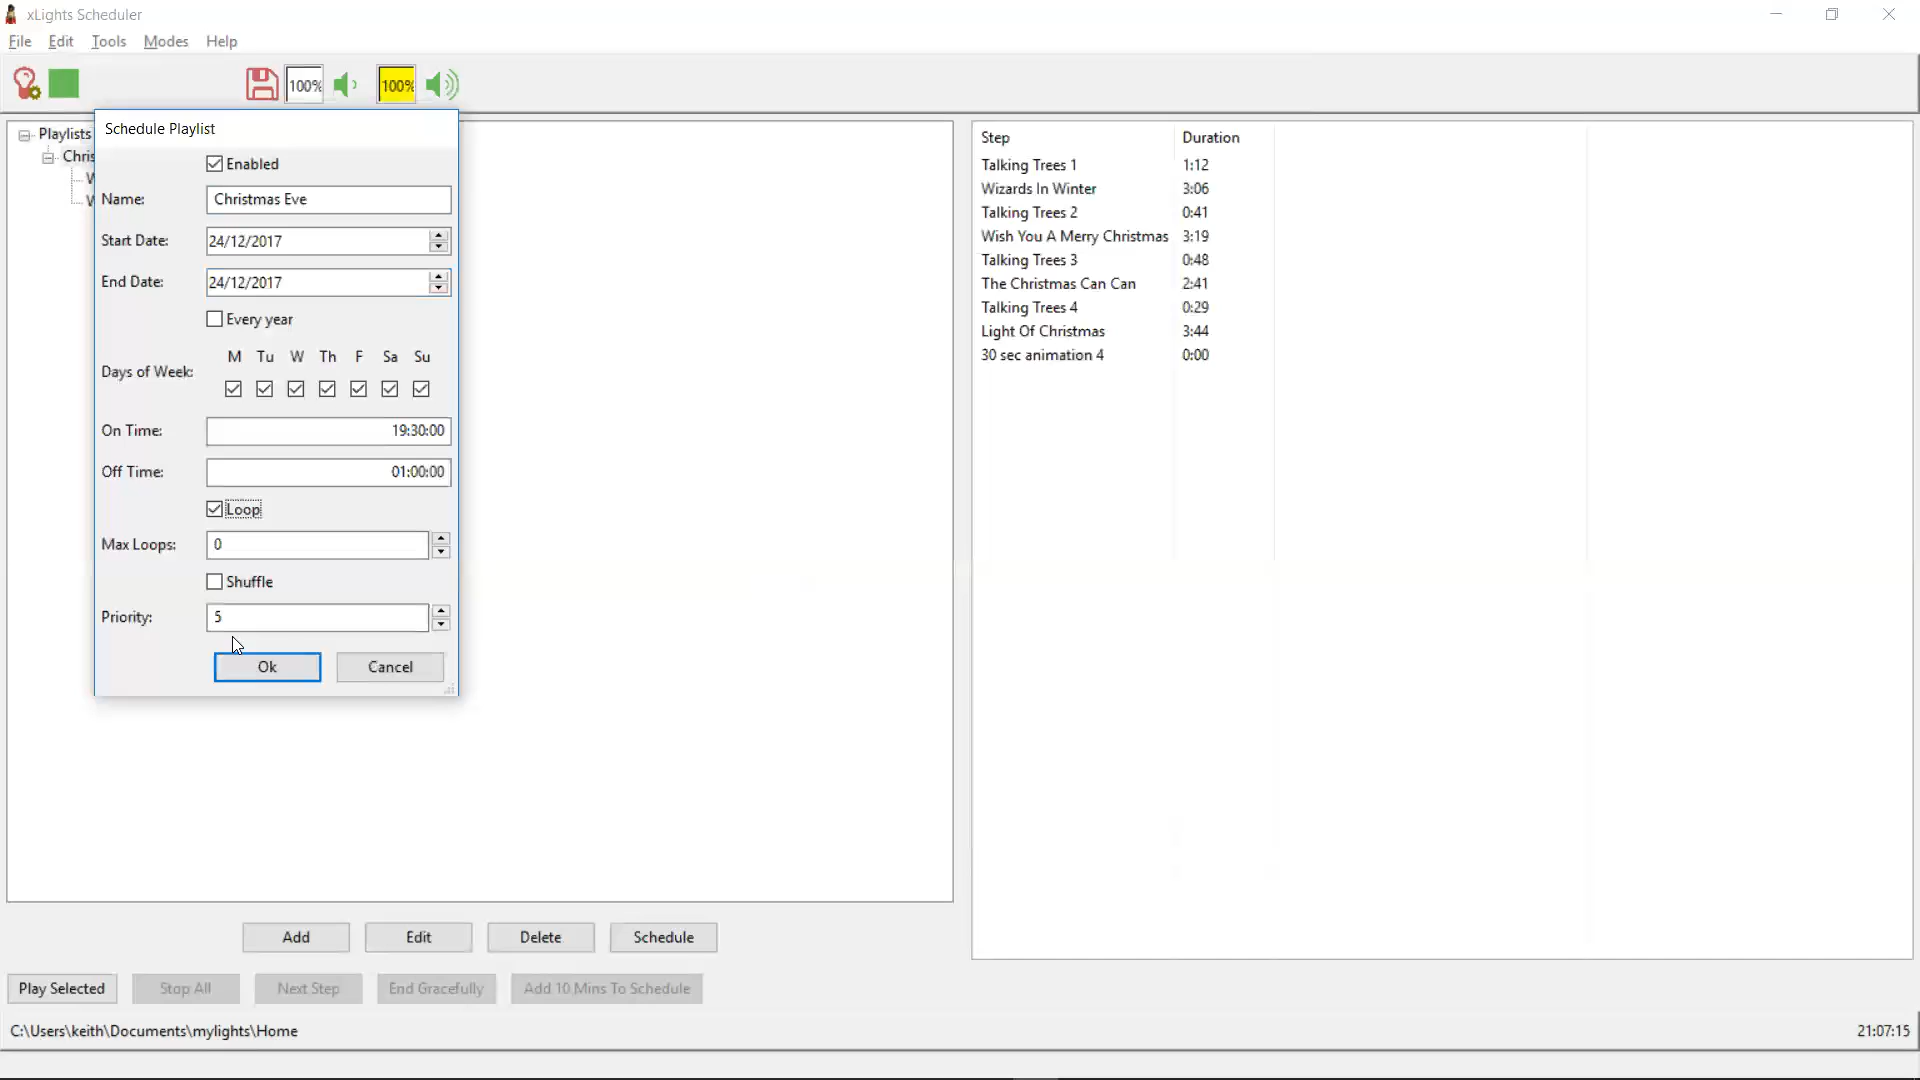 xLights Scheduler
File Edit Tools Modes Help
100% 100%
Playlists
Chris
W
W
Schedule Playlist
Enabled
Name: Christmas Eve
Start Date: 24/12/2017
End Date: 24/12/2017
Every year
M Tu W Th F Sa Su
Days of Week:
On Time: 19:30:00
Off Time: 01:00:00
Loop
Max Loops: 0
Shuffle
Priority: 5
Ok Cancel
Step Duration
Talking Trees 1 1:12
Wizards In Winter 3:06
Talking Trees 2 0:41
Wish You A Merry Christmas 3:19
Talking Trees 3 0:48
The Christmas Can Can 2:41
Talking Trees 4 0:29
Light Of Christmas 3:44
30 sec animation 4 0:00
Add Edit Delete Schedule
Play Selected Stop All Next Step End Gracefully Add 10 Mins To Schedule
C:\Users\keith\Documents\mylights\Home 21:07:15